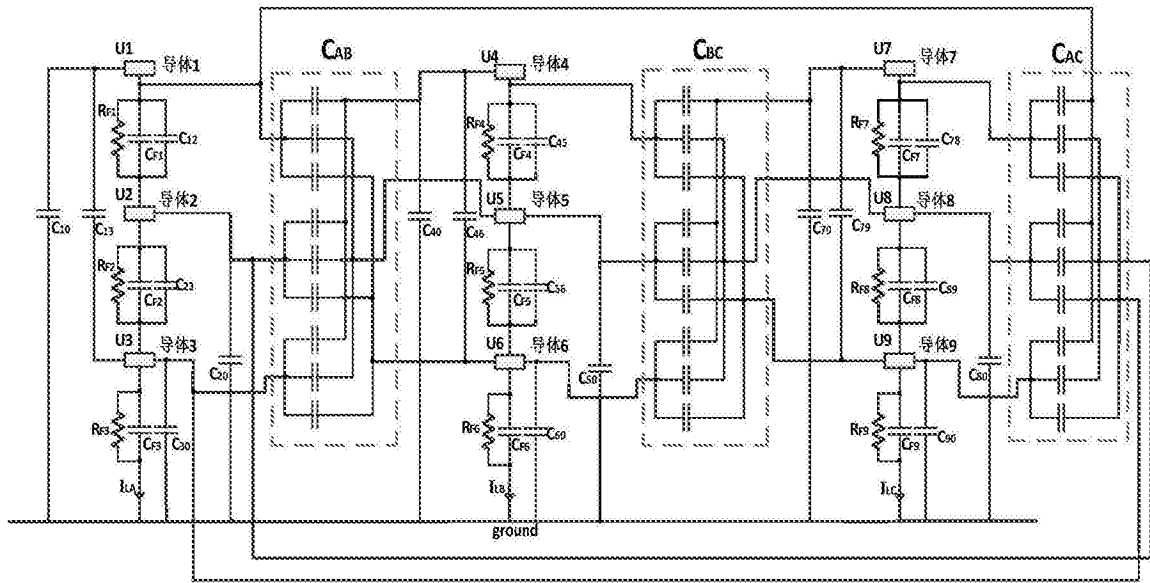 U1 导体1
CAB
U4 导体4
CBC
U7 导体7
CAC
RF1 CF1 C12
RF4 CF4 C45
RF7 CF7 C78
U2 导体2
U5 导体5
U8 导体8
C10 C13
C20
C40 C46
C50
C70 C79
C80
RF2 CF2 C23
RF5 CF5 C56
RF8 CF8 C89
U3 导体3
U6 导体6
U9 导体9
RF3 CF3 C30
RF6 CF6 C60
RF9 CF9 C90
ILA
ILB
ILC
ground